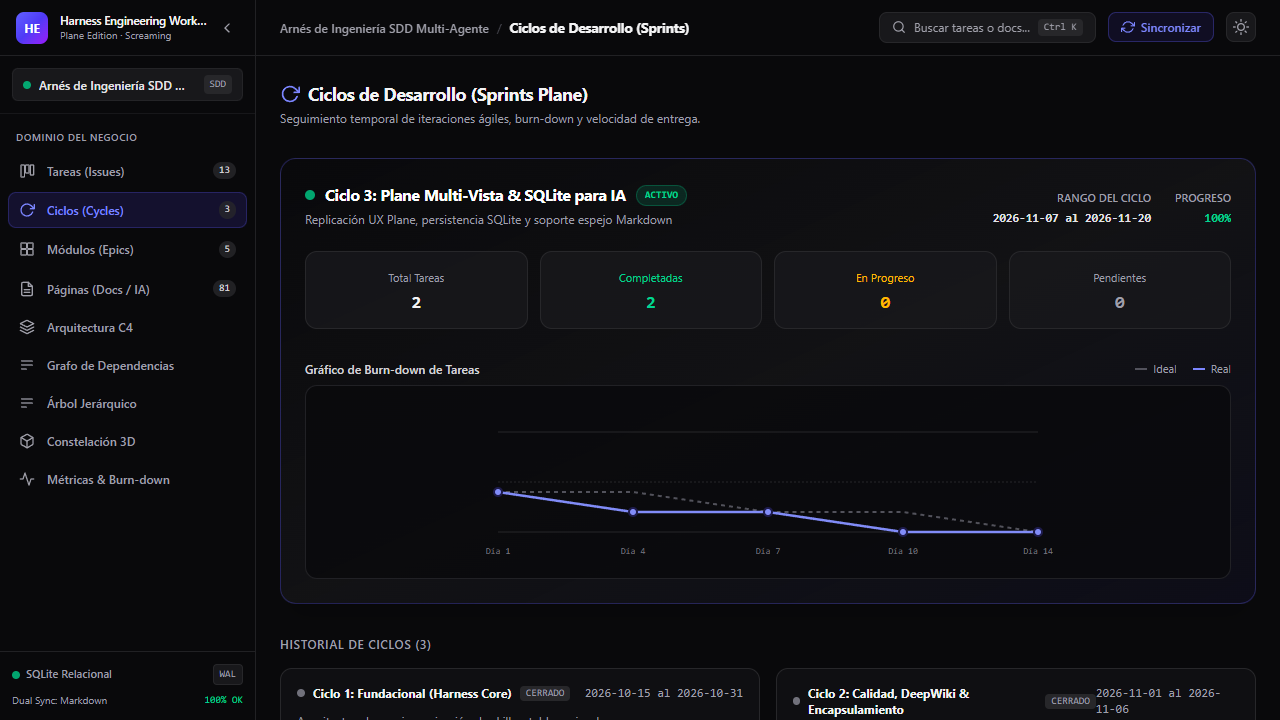 HE
Harness Engineering Work...
Plane Edition · Screaming
Arnés de Ingeniería SDD Multi-Agente / Ciclos de Desarrollo (Sprints)
Buscar tareas o docs... Ctrl K
Sincronizar
Arnés de Ingeniería SDD ... SDD
DOMINIO DEL NEGOCIO
Tareas (Issues) 13
Ciclos (Cycles) 3
Módulos (Epics) 5
Páginas (Docs / IA) 81
Arquitectura C4
Grafo de Dependencias
Árbol Jerárquico
Constelación 3D
Métricas & Burn-down
SQLite Relacional WAL
Dual Sync: Markdown 100% OK
Ciclos de Desarrollo (Sprints Plane)
Seguimiento temporal de iteraciones ágiles, burn-down y velocidad de entrega.
Ciclo 3: Plane Multi-Vista & SQLite para IA ACTIVO
Replicación UX Plane, persistencia SQLite y soporte espejo Markdown
RANGO DEL CICLO
2026-11-07 al 2026-11-20
PROGRESO
100%
Total Tareas
2
Completadas
2
En Progreso
0
Pendientes
0
Gráfico de Burn-down de Tareas
Ideal Real
Día 1 Día 4 Día 7 Día 10 Día 14
HISTORIAL DE CICLOS (3)
Ciclo 1: Fundacional (Harness Core) CERRADO 2026-10-15 al 2026-10-31
Ciclo 2: Calidad, DeepWiki &
Encapsulamiento
CERRADO
2026-11-01 al 2026-
11-06